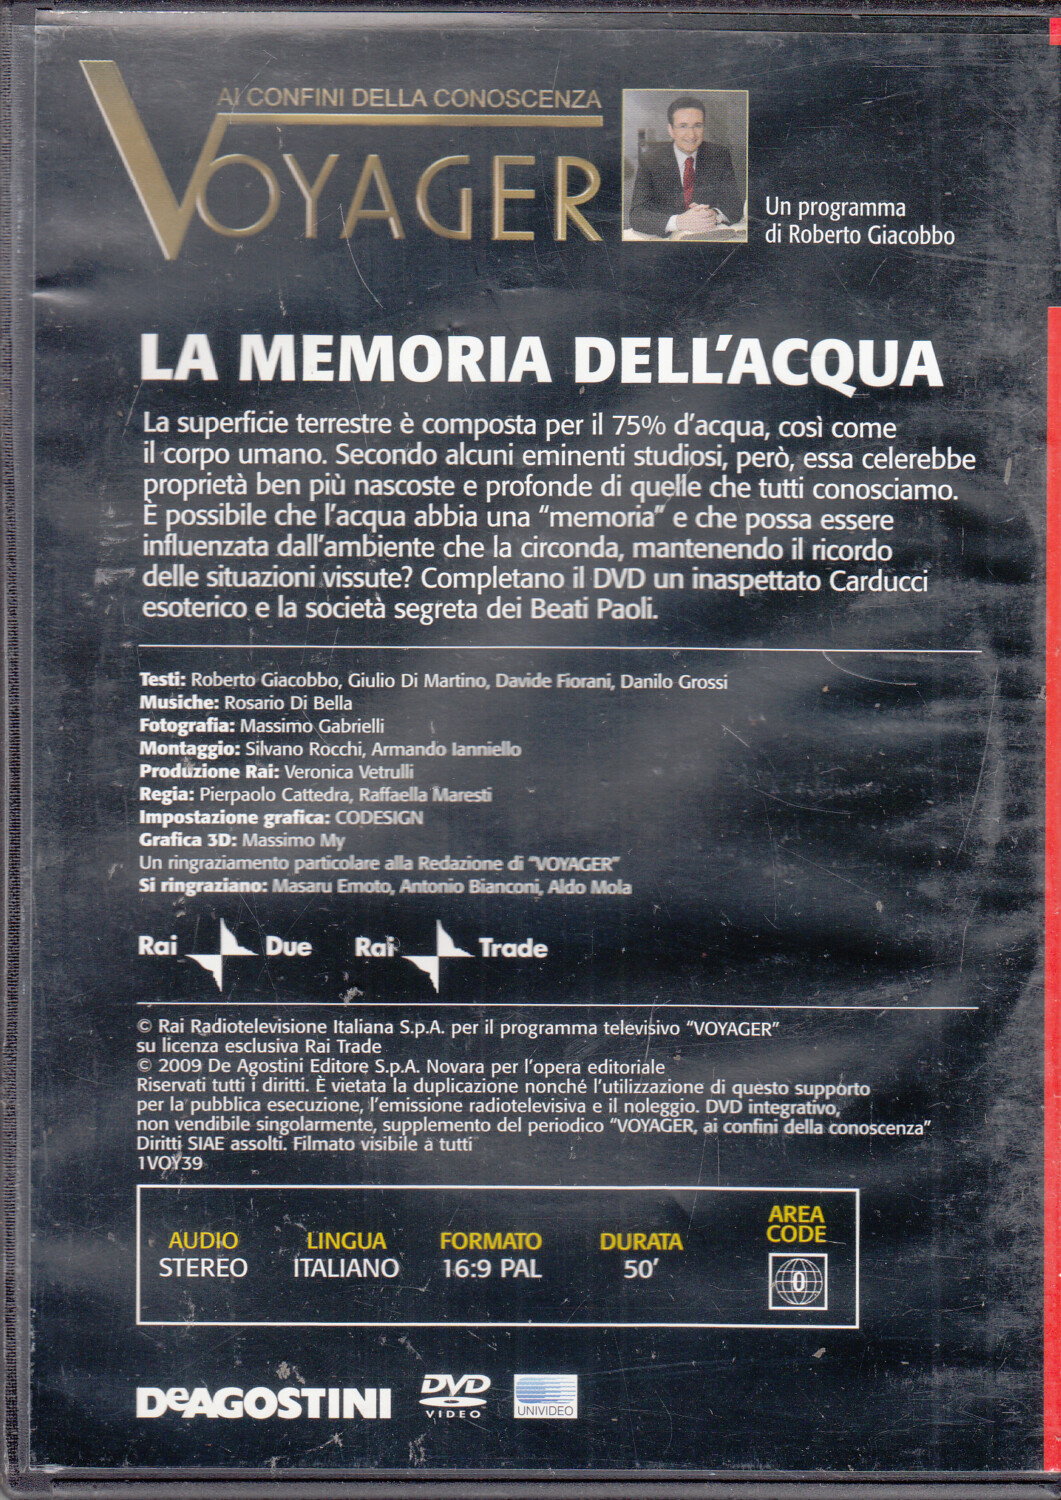 AI CONFINI DELLA CONOSCENZA
VOYAGER
Un programma
di Roberto Giacobbo
LA MEMORIA DELL'ACQUA
La superficie terrestre è composta per il 75% d'acqua, così come
il corpo umano. Secondo alcuni eminenti studiosi, però, essa celerebbe
proprietà ben più nascoste e profonde di quelle che tutti conosciamo.
È possibile che l'acqua abbia una "memoria" e che possa essere
influenzata dall'ambiente che la circonda, mantenendo il ricordo
delle situazioni vissute? Completano il DVD un inaspettato Carducci
esoterico e la società segreta dei Beati Paoli.
Testi: Roberto Giacobbo, Giulio Di Martino, Davide Fiorani, Danilo Grossi
Musiche: Rosario Di Bella
Fotografia: Massimo Gabrielli
Montaggio: Silvano Rocchi, Armando Ianniello
Produzione Rai: Veronica Vetrulli
Regia: Pierpaolo Cattedra, Raffaella Maresti
Impostazione grafica: CODESIGN
Grafica 3D: Massimo My
Un ringraziamento particolare alla Redazione di "VOYAGER"
Si ringraziano: Masaru Emoto, Antonio Bianconi, Aldo Mola
Rai Due Rai Trade
© Rai Radiotelevisione Italiana S.p.A. per il programma televisivo "VOYAGER"
su licenza esclusiva Rai Trade
© 2009 De Agostini Editore S.p.A. Novara per l'opera editoriale
Riservati tutti i diritti. È vietata la duplicazione nonché l'utilizzazione di questo supporto
per la pubblica esecuzione, l'emissione radiotelevisiva e il noleggio. DVD integrativo,
non vendibile singolarmente, supplemento del periodico "VOYAGER, ai confini della conoscenza"
Diritti SIAE assolti. Filmato visibile a tutti
1VOY39
AUDIO LINGUA FORMATO DURATA AREA CODE
STEREO ITALIANO 16:9 PAL 50' 0
DeAGOSTINI DVD VIDEO UNIVIDEO